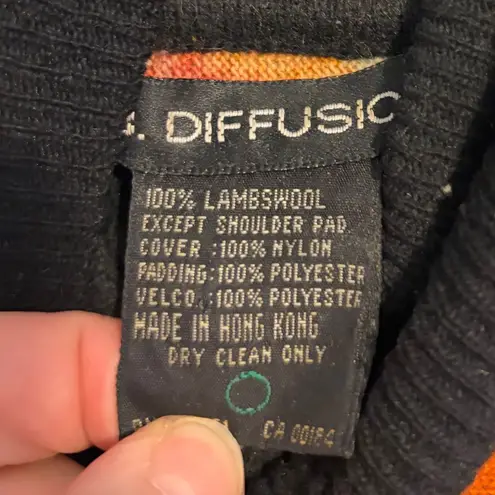 . DIFFUSIO
100% LAMBSWOOL
EXCEPT SHOULDER PAD
COVER :100% NYLON
PADDING:100% POLYESTER
VELCO :100% POLYESTER
MADE IN HONG KONG
DRY CLEAN ONLY
CA 00184